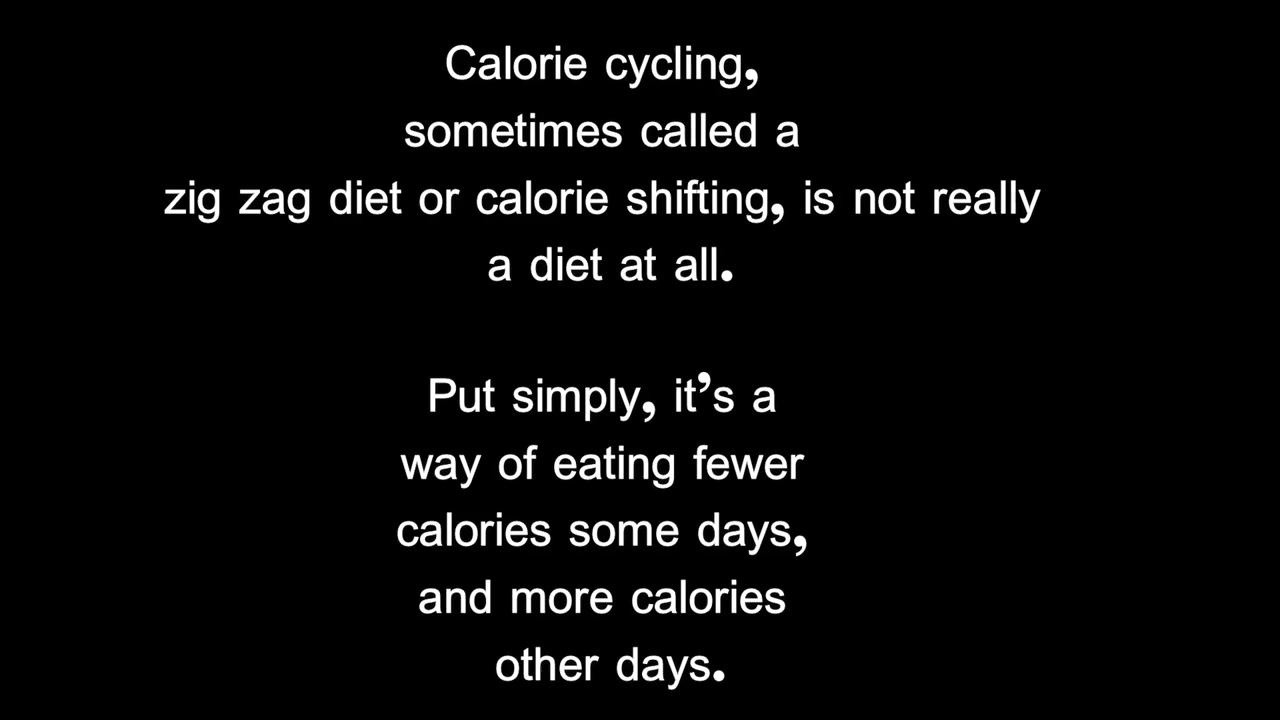 Calorie cycling,
sometimes called a
zig zag diet or calorie shifting, is not really
a diet at all.
Put simply, it’s a
way of eating fewer
calories some days,
and more calories
other days.